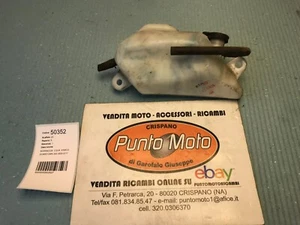 50352
VENDITA MOTO - ACCESSORI - RICAMBI
CRISPANO
Punto Moto
di Garofalo Giuseppe
ebay
PUNTOMOTORICAMBI
VENDITA RICAMBI ONLINE SU
Via F. Petrarca, 20 - 80020 CRISPANO (NA)
tel. 081.834.85.47 - e-mail: puntomoto1@alice.it
cell. 320.0306370